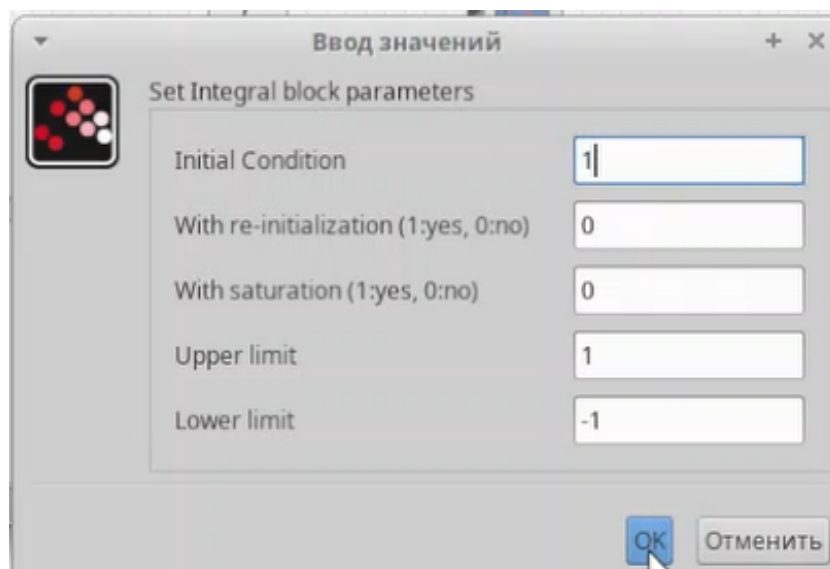 Ввод значений
Set Integral block parameters
Initial Condition 1
With re-initialization (1:yes, 0:no) 0
With saturation (1:yes, 0:no) 0
Upper limit 1
Lower limit -1
OK Отменить